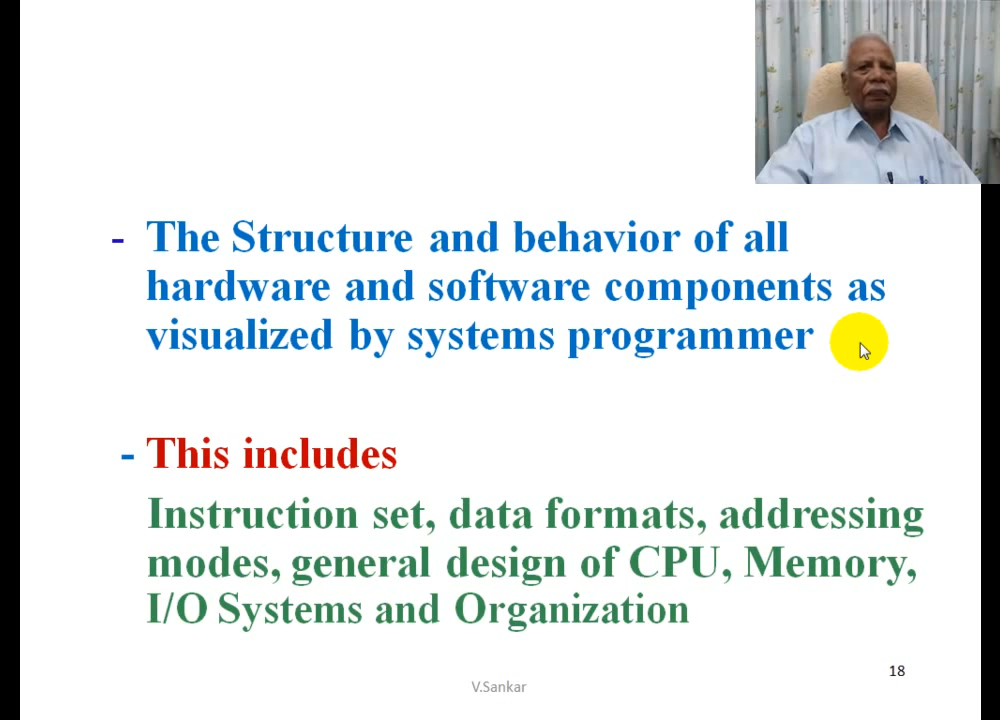 - The Structure and behavior of all
hardware and software components as
visualized by systems programmer
- This includes
Instruction set, data formats, addressing
modes, general design of CPU, Memory,
I/O Systems and Organization
18
V.Sankar